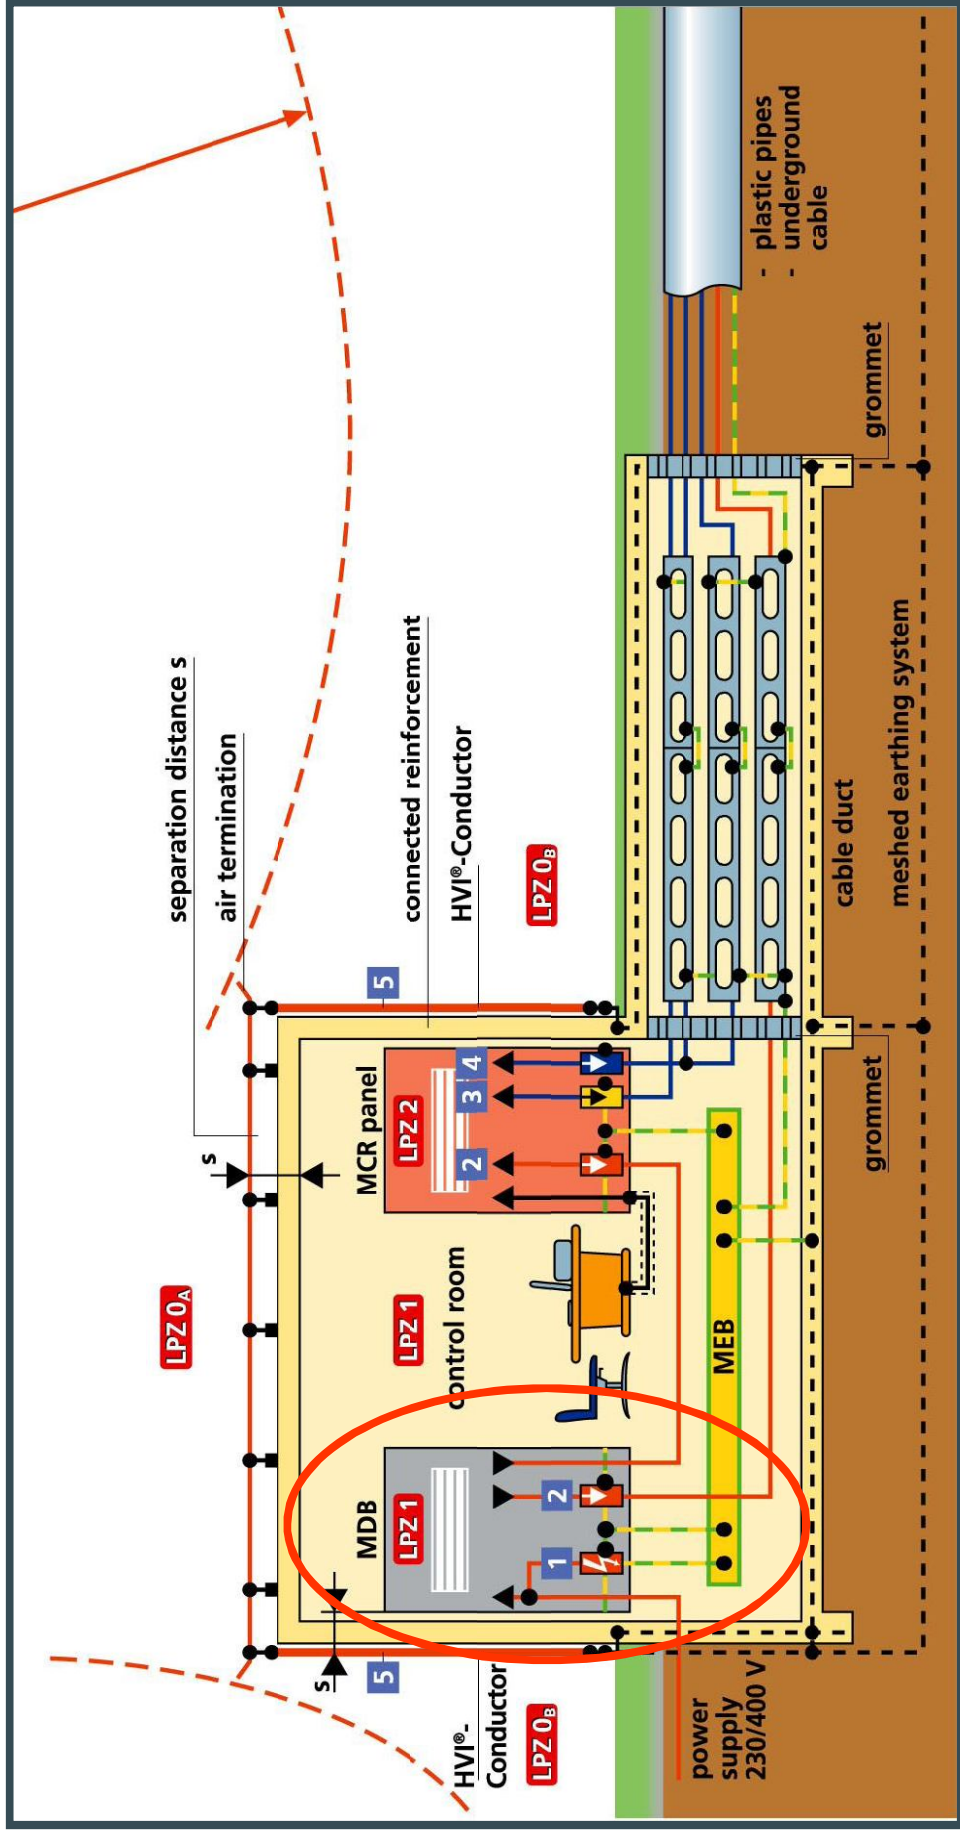 separation distance s
air termination
connected reinforcement
HVI®-Conductor
LPZ 0B
LPZ 0A
5
s
MCR panel
LPZ 2
2
3
4
control room
LPZ 1
MDB
LPZ 1
1
2
MEB
s
5
HVI®-
Conductor
LPZ 0B
power
supply
230/400 V
grommet
cable duct
meshed earthing system
grommet
- plastic pipes
- underground
cable